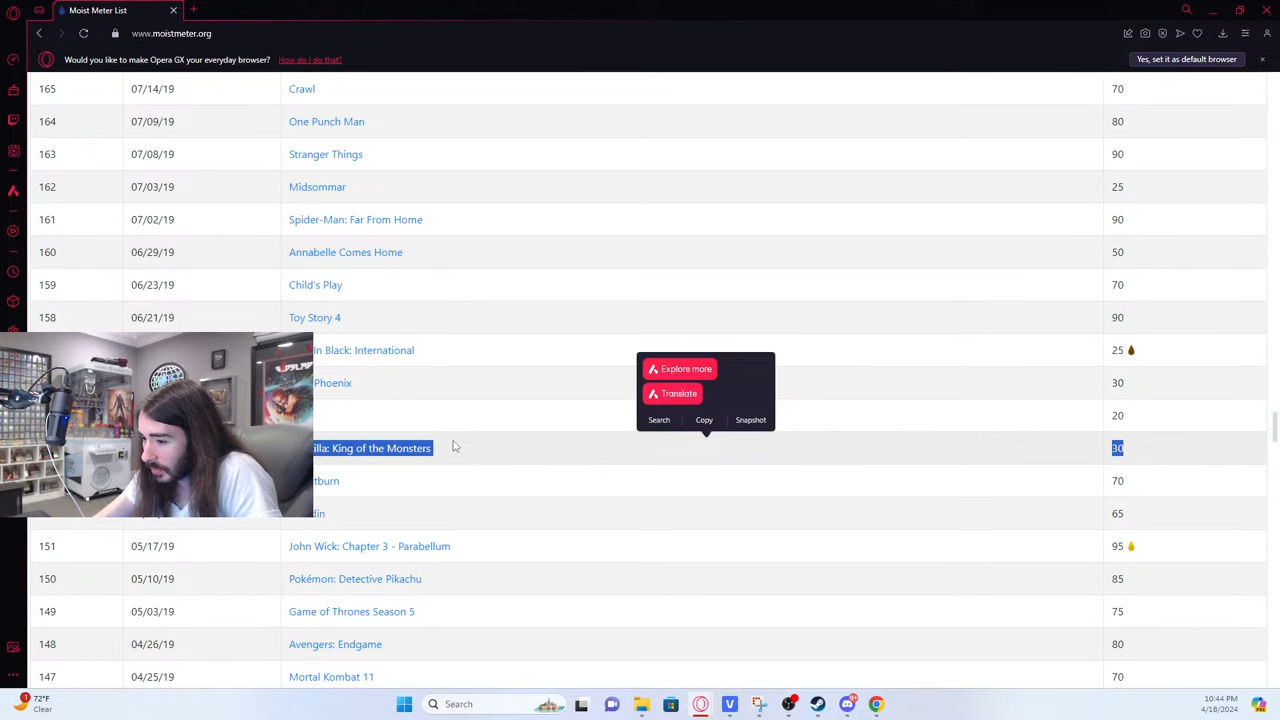 Moist Meter List
www.moistmeter.org
Would you like to make Opera GX your everyday browser? How do I do that? Yes, set it as default browser
165 07/14/19 Crawl 70
164 07/09/19 One Punch Man 80
163 07/08/19 Stranger Things 90
162 07/03/19 Midsommar 25
161 07/02/19 Spider-Man: Far From Home 90
160 06/29/19 Annabelle Comes Home 50
159 06/23/19 Child's Play 70
158 06/21/19 Toy Story 4 90
In Black: International 25
Phoenix
20
illa: King of the Monsters 30
tburn 70
din 65
151 05/17/19 John Wick: Chapter 3 - Parabellum 95
150 05/10/19 Pokémon: Detective Pikachu 85
149 05/03/19 Game of Thrones Season 5 75
148 04/26/19 Avengers: Endgame 80
147 04/25/19 Mortal Kombat 11 70
Explore more
Translate
Search Copy Snapshot
72°F
Clear
Search
10:44 PM
4/18/2024